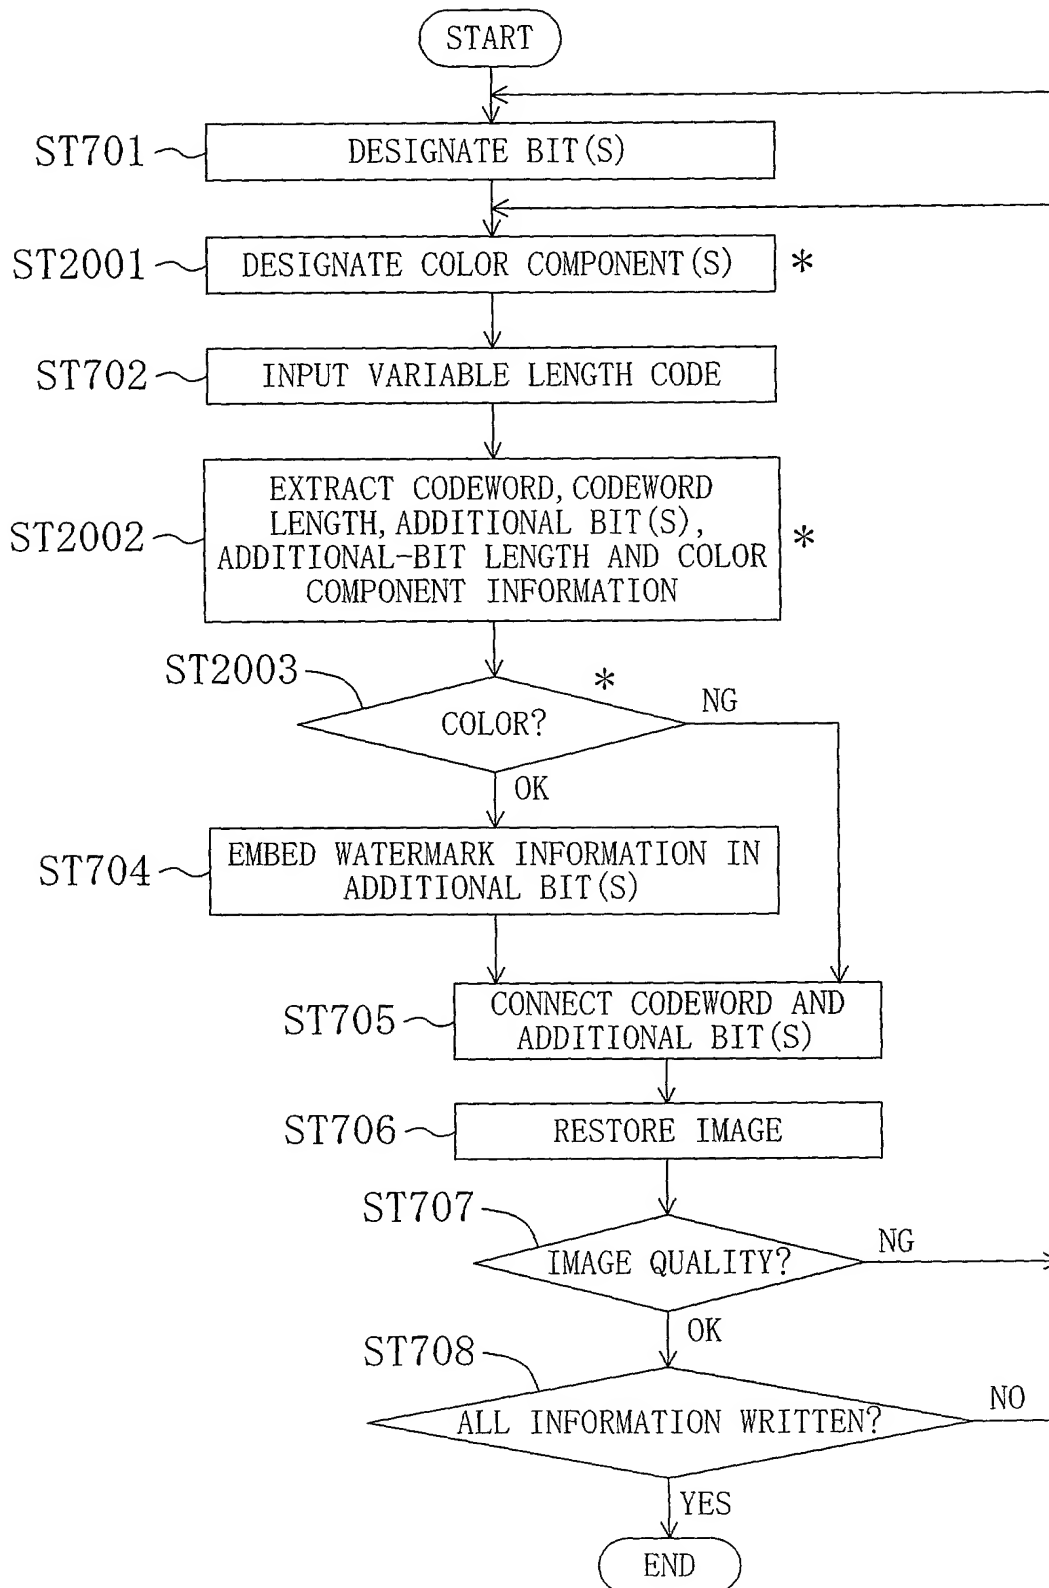 START
ST701
DESIGNATE BIT(S)
ST2001
DESIGNATE COLOR COMPONENT(S)
*
ST702
INPUT VARIABLE LENGTH CODE
ST2002
EXTRACT CODEWORD, CODEWORD
LENGTH, ADDITIONAL BIT(S),
ADDITIONAL-BIT LENGTH AND COLOR
COMPONENT INFORMATION
*
ST2003
*
COLOR?
NG
OK
ST704
EMBED WATERMARK INFORMATION IN
ADDITIONAL BIT(S)
ST705
CONNECT CODEWORD AND
ADDITIONAL BIT(S)
ST706
RESTORE IMAGE
ST707
IMAGE QUALITY?
NG
OK
ST708
ALL INFORMATION WRITTEN?
NO
YES
END